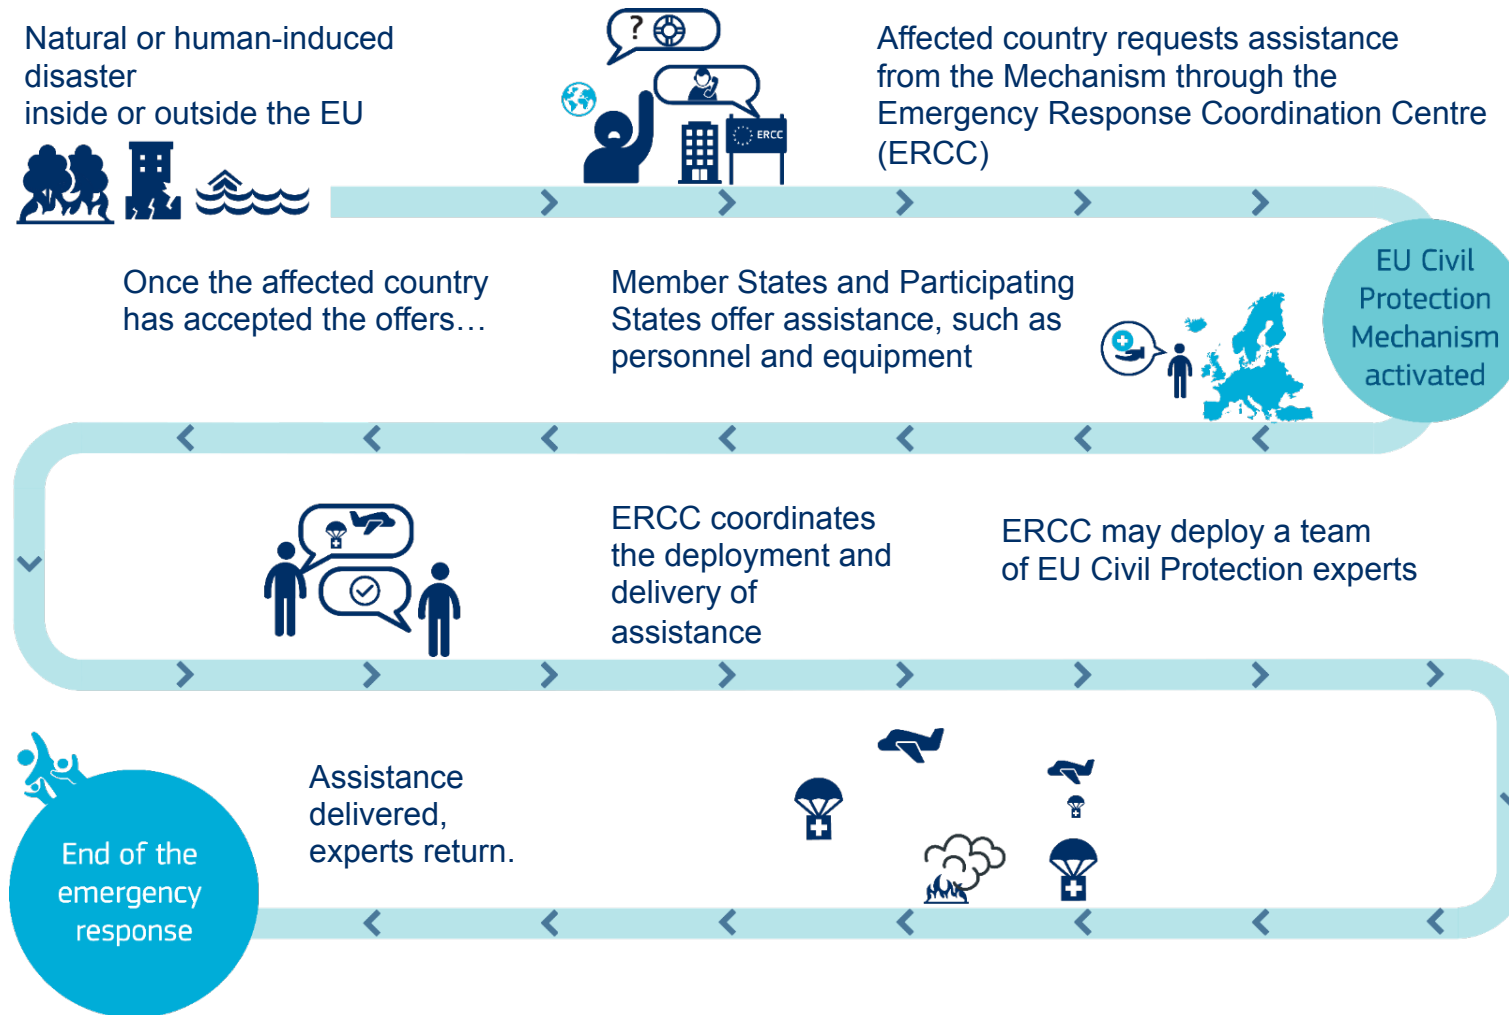 Natural or human-induced
disaster
inside or outside the EU
?
ERCC
Affected country requests assistance
from the Mechanism through the
Emergency Response Coordination Centre
(ERCC)
EU Civil
Protection
Mechanism
activated
Member States and Participating
States offer assistance, such as
personnel and equipment
Once the affected country
has accepted the offers…
ERCC coordinates
the deployment and
delivery of
assistance
ERCC may deploy a team
of EU Civil Protection experts
Assistance
delivered,
experts return.
End of the
emergency
response